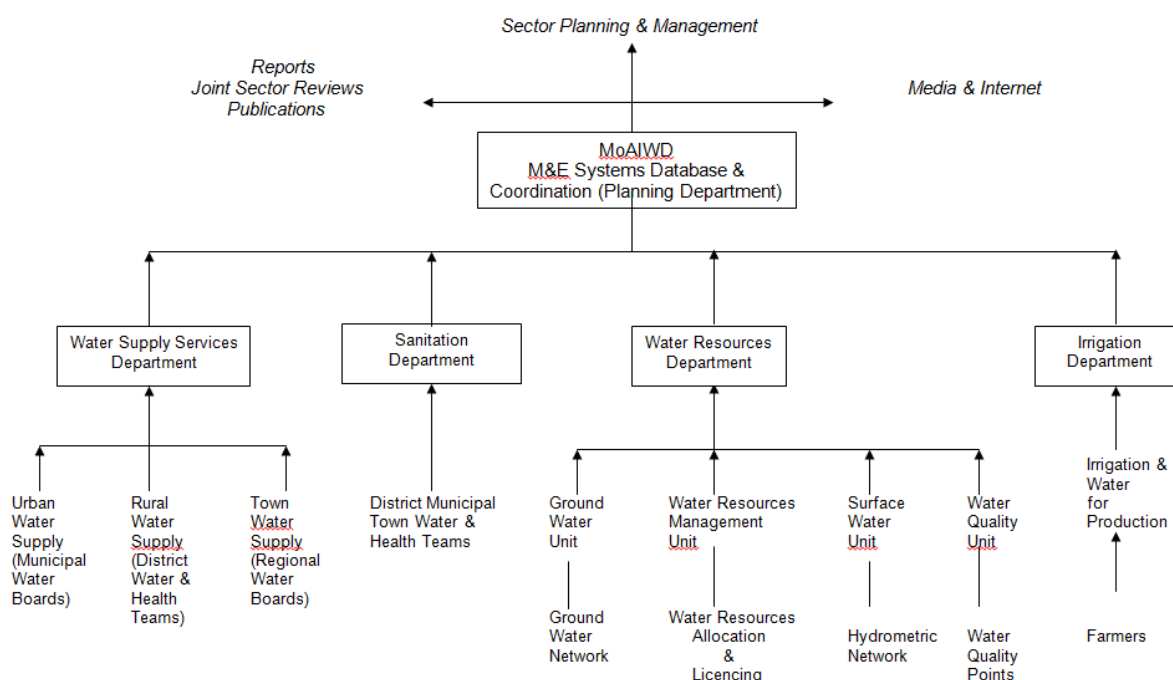 Sector Planning & Management
Reports
Joint Sector Reviews
Publications
Media & Internet
MoAIWD
M&E Systems Database &
Coordination (Planning Department)
Water Supply Services
Department
Sanitation
Department
Water Resources
Department
Irrigation
Department
Urban
Water
Supply
(Municipal
Water
Boards)
Rural
Water
Supply
(District
Water &
Health
Teams)
Town
Water
Supply
(Regional
Water
Boards)
District Municipal
Town Water &
Health Teams
Ground
Water
Unit
Water Resources
Management
Unit
Surface
Water
Unit
Water
Quality
Unit
Irrigation &
Water
for
Production
Ground
Water
Network
Water Resources
Allocation
&
Licencing
Hydrometric
Network
Water
Quality
Points
Farmers